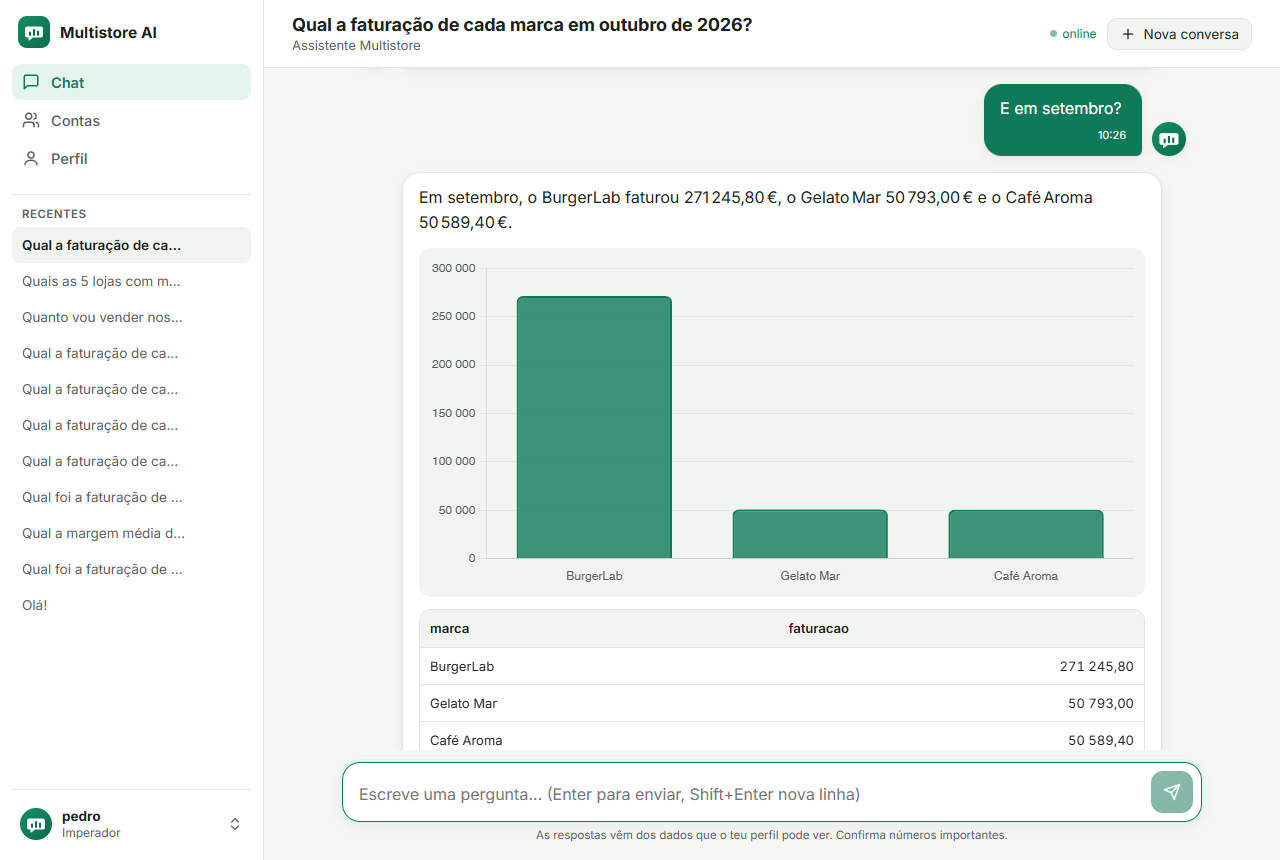 Multistore AI
Chat
Contas
Perfil
RECENTES
Qual a faturação de ca...
Quais as 5 lojas com m...
Quanto vou vender nos...
Qual a faturação de ca...
Qual a faturação de ca...
Qual a faturação de ca...
Qual a faturação de ca...
Qual foi a faturação de ...
Qual a margem média d...
Qual foi a faturação de ...
Olá!
pedro
Imperador
Qual a faturação de cada marca em outubro de 2026?
Assistente Multistore
online
Nova conversa
E em setembro?
10:26
Em setembro, o BurgerLab faturou 271 245,80 €, o Gelato Mar 50 793,00 € e o Café Aroma
50 589,40 €.
300 000
250 000
200 000
150 000
100 000
50 000
0
BurgerLab Gelato Mar Café Aroma
marca faturacao
BurgerLab 271 245,80
Gelato Mar 50 793,00
Café Aroma 50 589,40
Escreve uma pergunta... (Enter para enviar, Shift+Enter nova linha)
As respostas vêm dos dados que o teu perfil pode ver. Confirma números importantes.